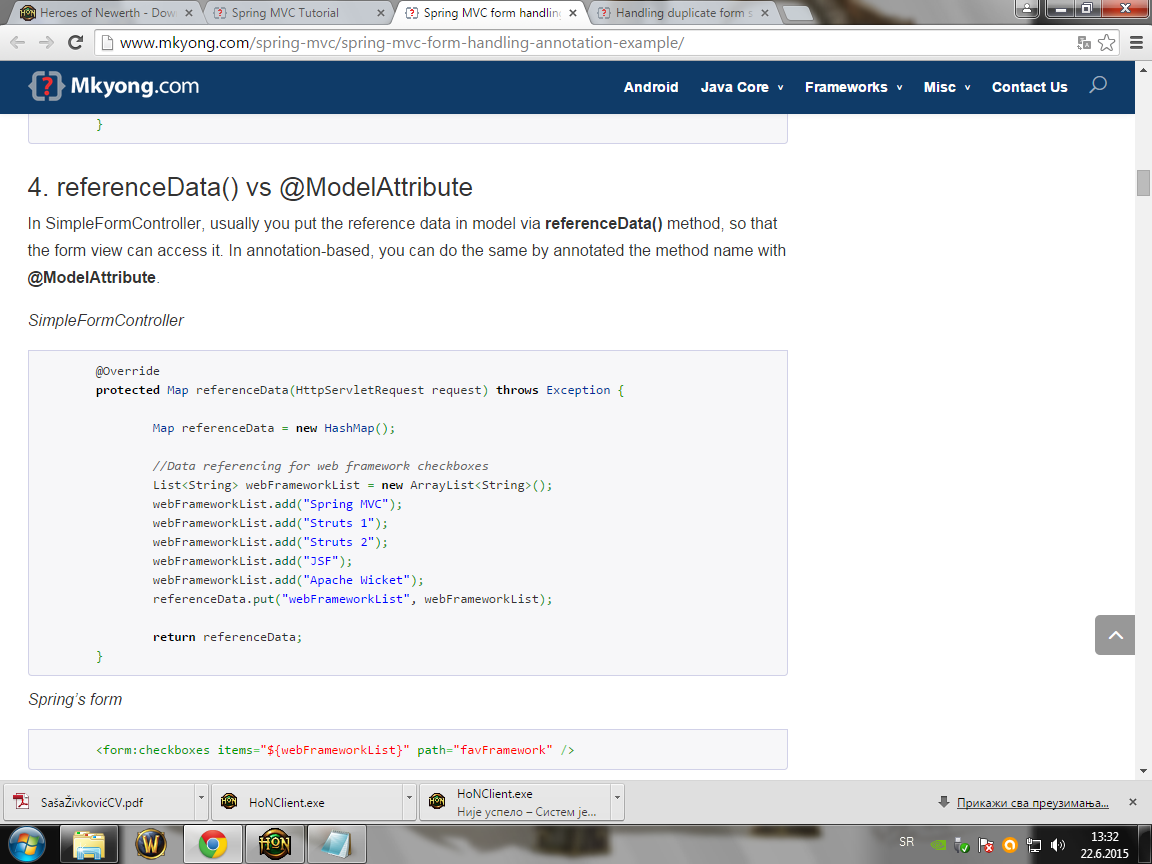 Heroes of Newerth - Dow
Spring MVC Tutorial
Spring MVC form handling
Handling duplicate form s
www.mkyong.com/spring-mvc/spring-mvc-form-handling-annotation-example/
Mkyong.com
Android
Java Core
Frameworks
Misc
Contact Us
}
4. referenceData() vs @ModelAttribute
In SimpleFormController, usually you put the reference data in model via referenceData() method, so that
the form view can access it. In annotation-based, you can do the same by annotated the method name with
@ModelAttribute.
SimpleFormController
@Override
protected Map referenceData(HttpServletRequest request) throws Exception {
Map referenceData = new HashMap();
//Data referencing for web framework checkboxes
List<String> webFrameworkList = new ArrayList<String>();
webFrameworkList.add("Spring MVC");
webFrameworkList.add("Struts 1");
webFrameworkList.add("Struts 2");
webFrameworkList.add("JSF");
webFrameworkList.add("Apache Wicket");
referenceData.put("webFrameworkList", webFrameworkList);
return referenceData;
}
Spring's form
<form:checkboxes items="${webFrameworkList}" path="favFramework" />
SašaŽivkovićCV.pdf
HoNClient.exe
HoNClient.exe
Није успело – Систем је...
Прикажи сва преузимања...
HON
SR
13:32
22.6.2015